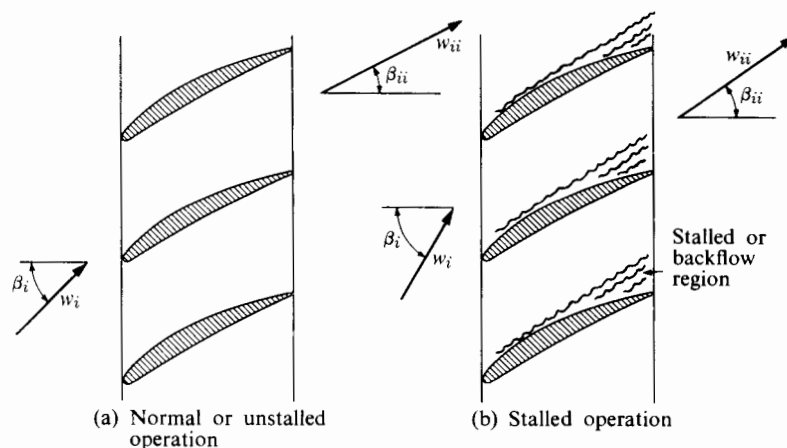 w_ii
β_ii
β_i
w_i
(a) Normal or unstalled
operation
w_ii
β_ii
β_i
w_i
Stalled or
backflow
region
(b) Stalled operation